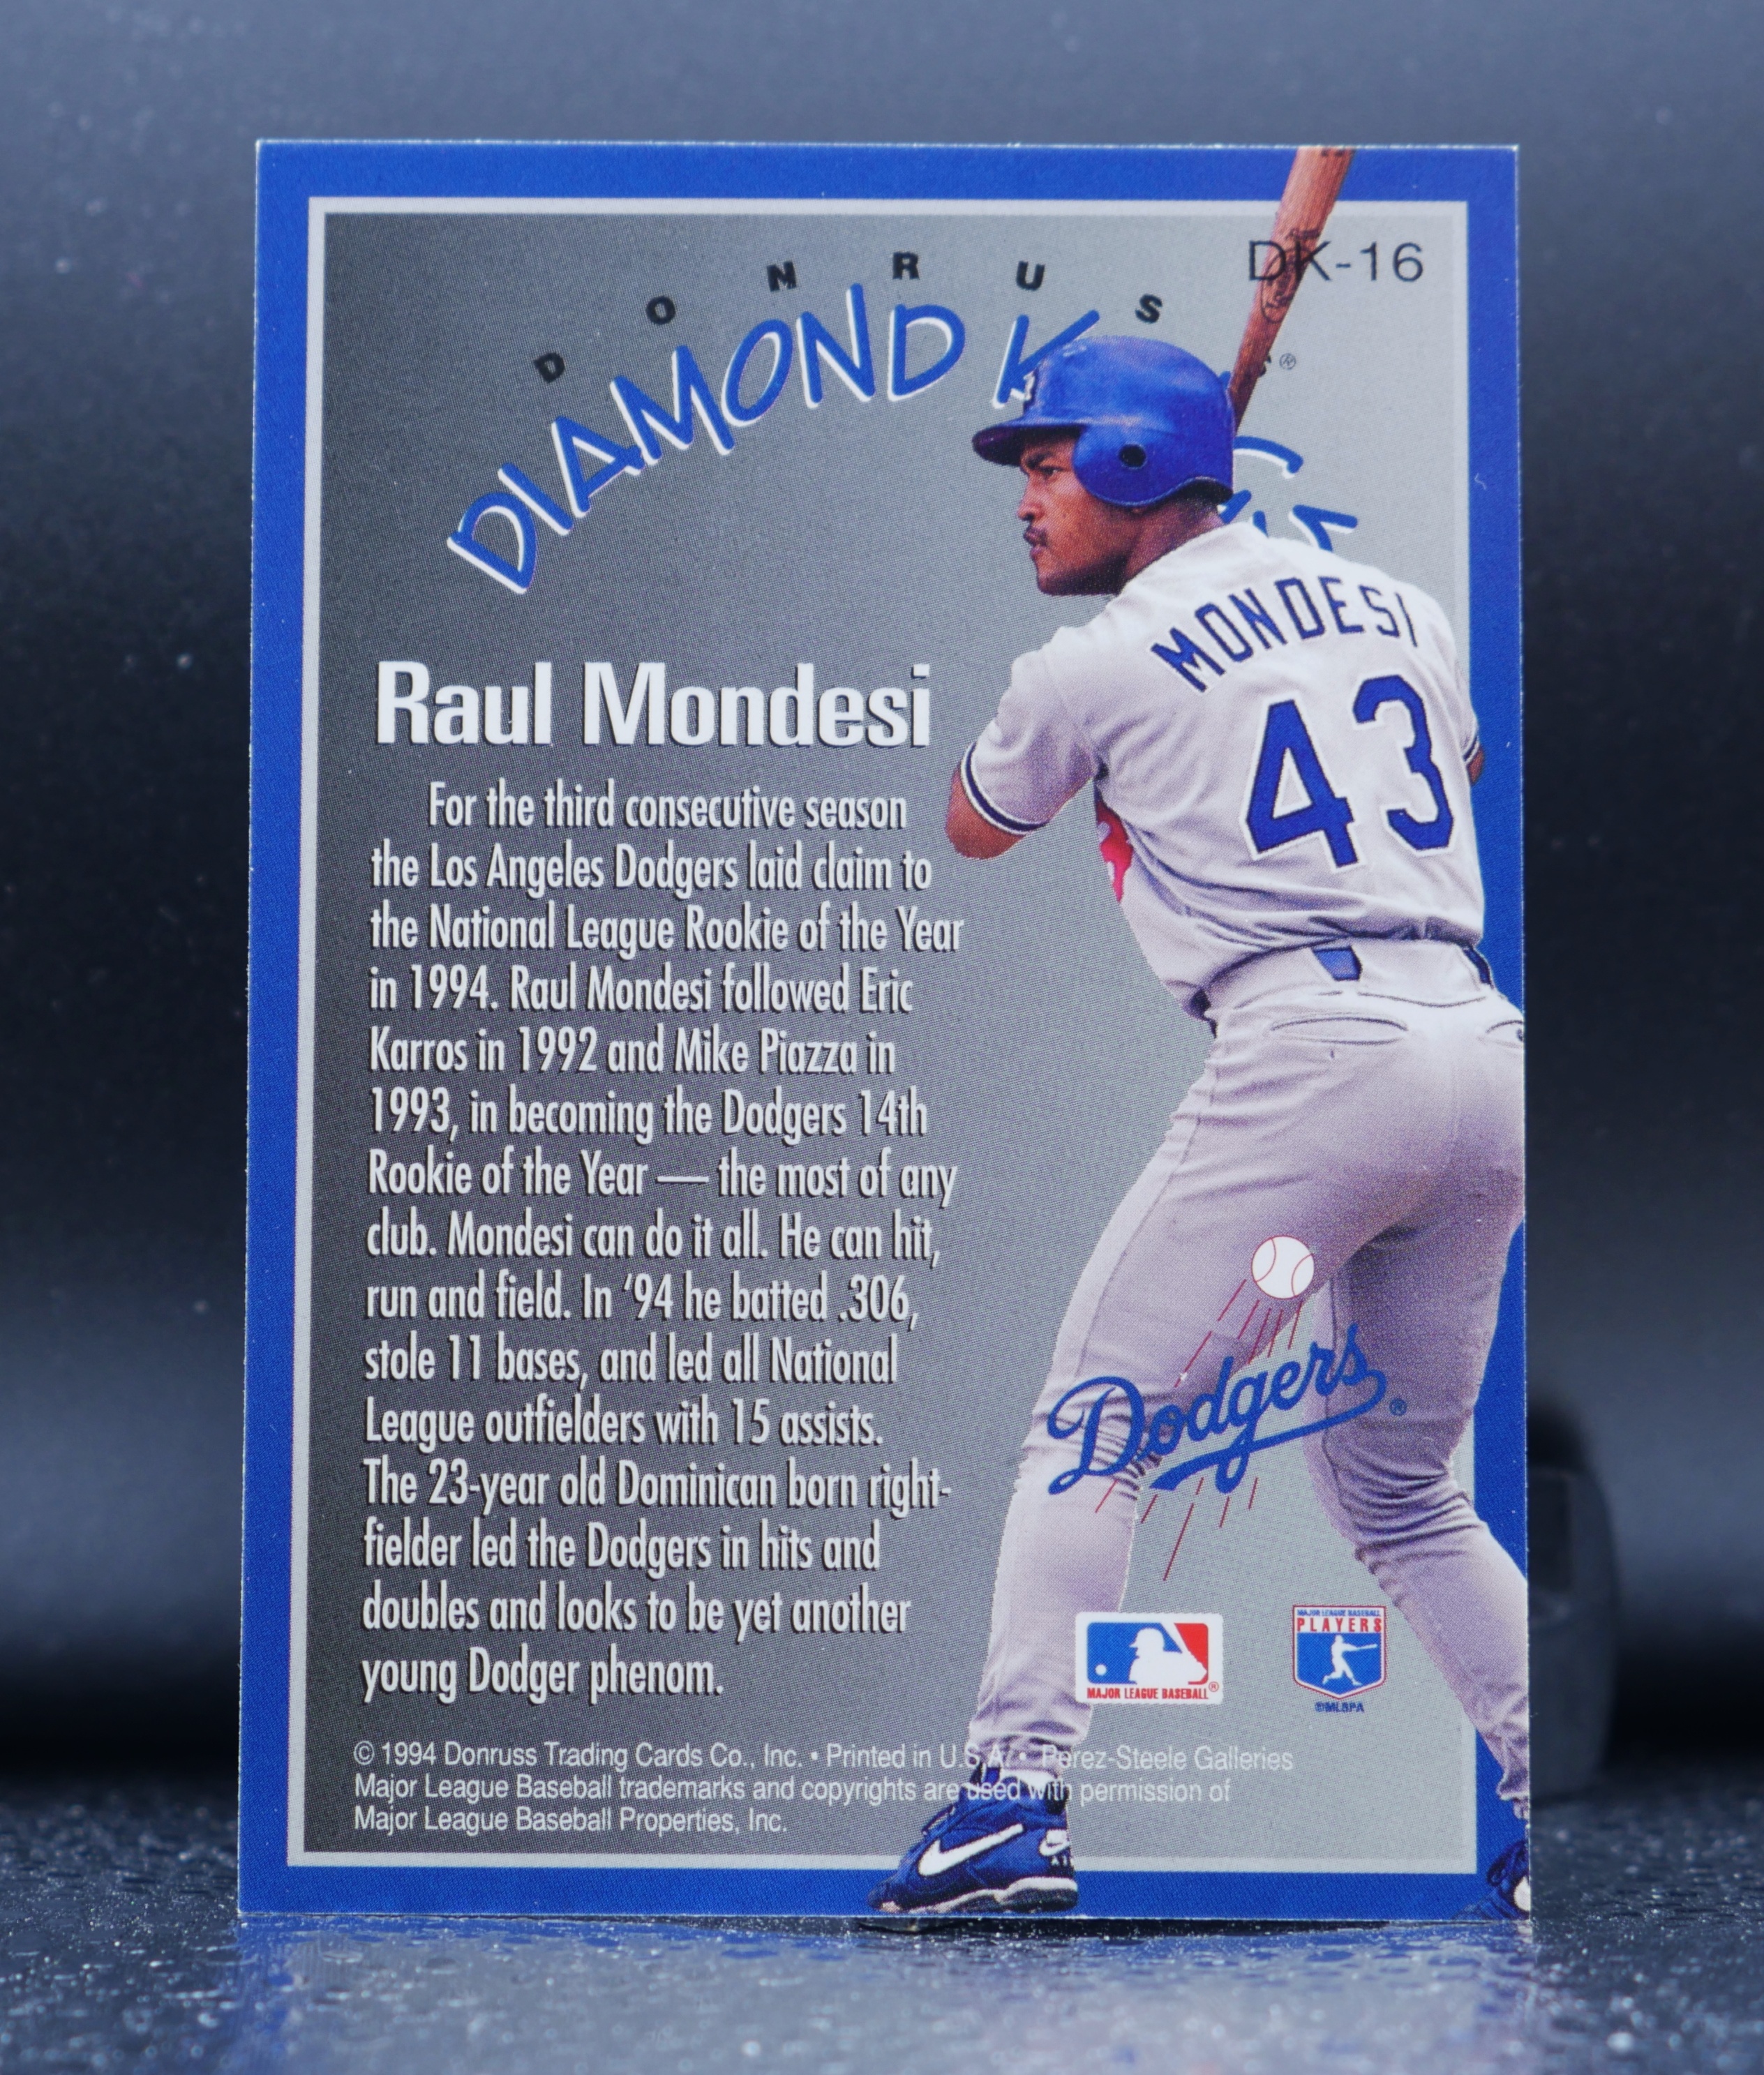 DK-16
DONRUSS
DIAMOND K
MONDESI
43
Raul Mondesi
For the third consecutive season
the Los Angeles Dodgers laid claim to
the National League Rookie of the Year
in 1994. Raul Mondesi followed Eric
Karros in 1992 and Mike Piazza in
1993, in becoming the Dodgers 14th
Rookie of the Year — the most of any
club. Mondesi can do it all. He can hit,
run and field. In ‘94 he batted .306,
stole 11 bases, and led all National
League outfielders with 15 assists.
The 23-year old Dominican born right-
fielder led the Dodgers in hits and
doubles and looks to be yet another
young Dodger phenom.
Dodgers®
MAJOR LEAGUE BASEBALL®
MAJOR LEAGUE BASEBALL
PLAYERS
©MLBPA
© 1994 Donruss Trading Cards Co., Inc. • Printed in U.S.A. • Perez-Steele Galleries
Major League Baseball trademarks and copyrights are used with permission of
Major League Baseball Properties, Inc.